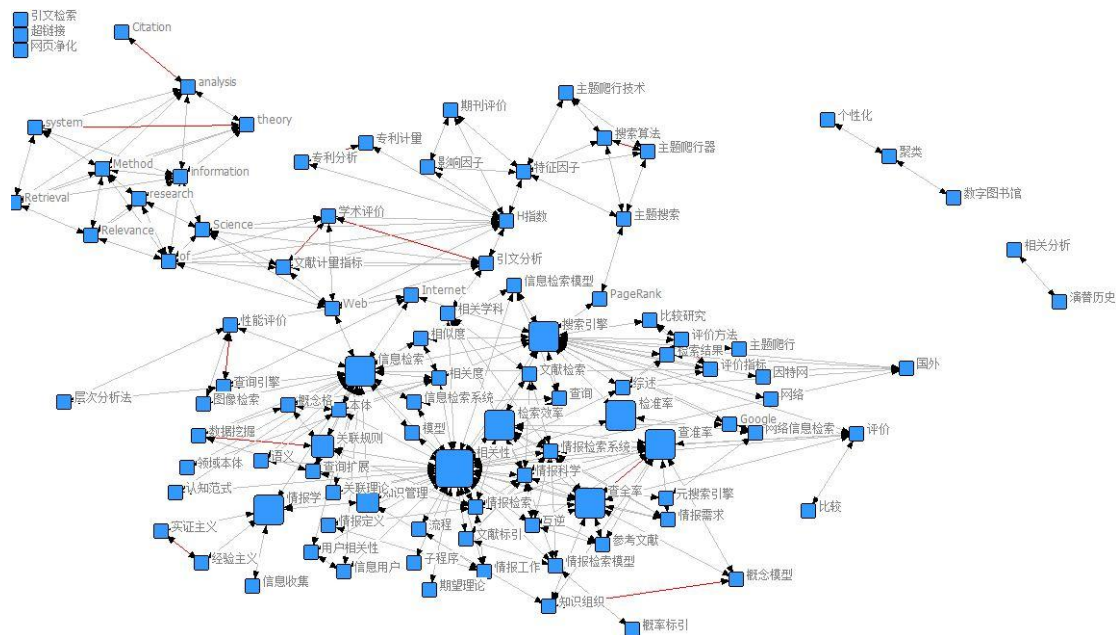 引文检索
超链接
网页净化
Citation
analysis
system
theory
Method
Information
Retrieval
research
Relevance
Science
of
期刊评价
主题爬行技术
专利计量
专利分析
影响因子
特征因子
搜索算法
主题爬行器
个性化
聚类
数字图书馆
学术评价
H指数
主题搜索
相关分析
演替历史
文献计量指标
引文分析
信息检索模型
Internet
PageRank
Web
相关学科
搜索引擎
比较研究
性能评价
相似度
评价方法
检索结果
主题爬行
信息检索
评价指标
国外
相关度
文献检索
因特网
查询引擎
综述
层次分析法
图像检索
信息检索系统
查询
网络
概念格
本体
检索效率
检准率
Google
数据挖掘
模型
网络信息检索
评价
关联规则
查准率
情报检索系统
相关性
领域本体
语义
查询扩展
情报科学
认知范式
关联理论
知识管理
查全率
元搜索引擎
情报学
情报检索
比较
情报定义
流程
互逆
情报需求
实证主义
文献标引
参考文献
用户相关性
经验主义
信息用户
子程序
情报工作
情报检索模型
信息收集
期望理论
概念模型
知识组织
概率标引